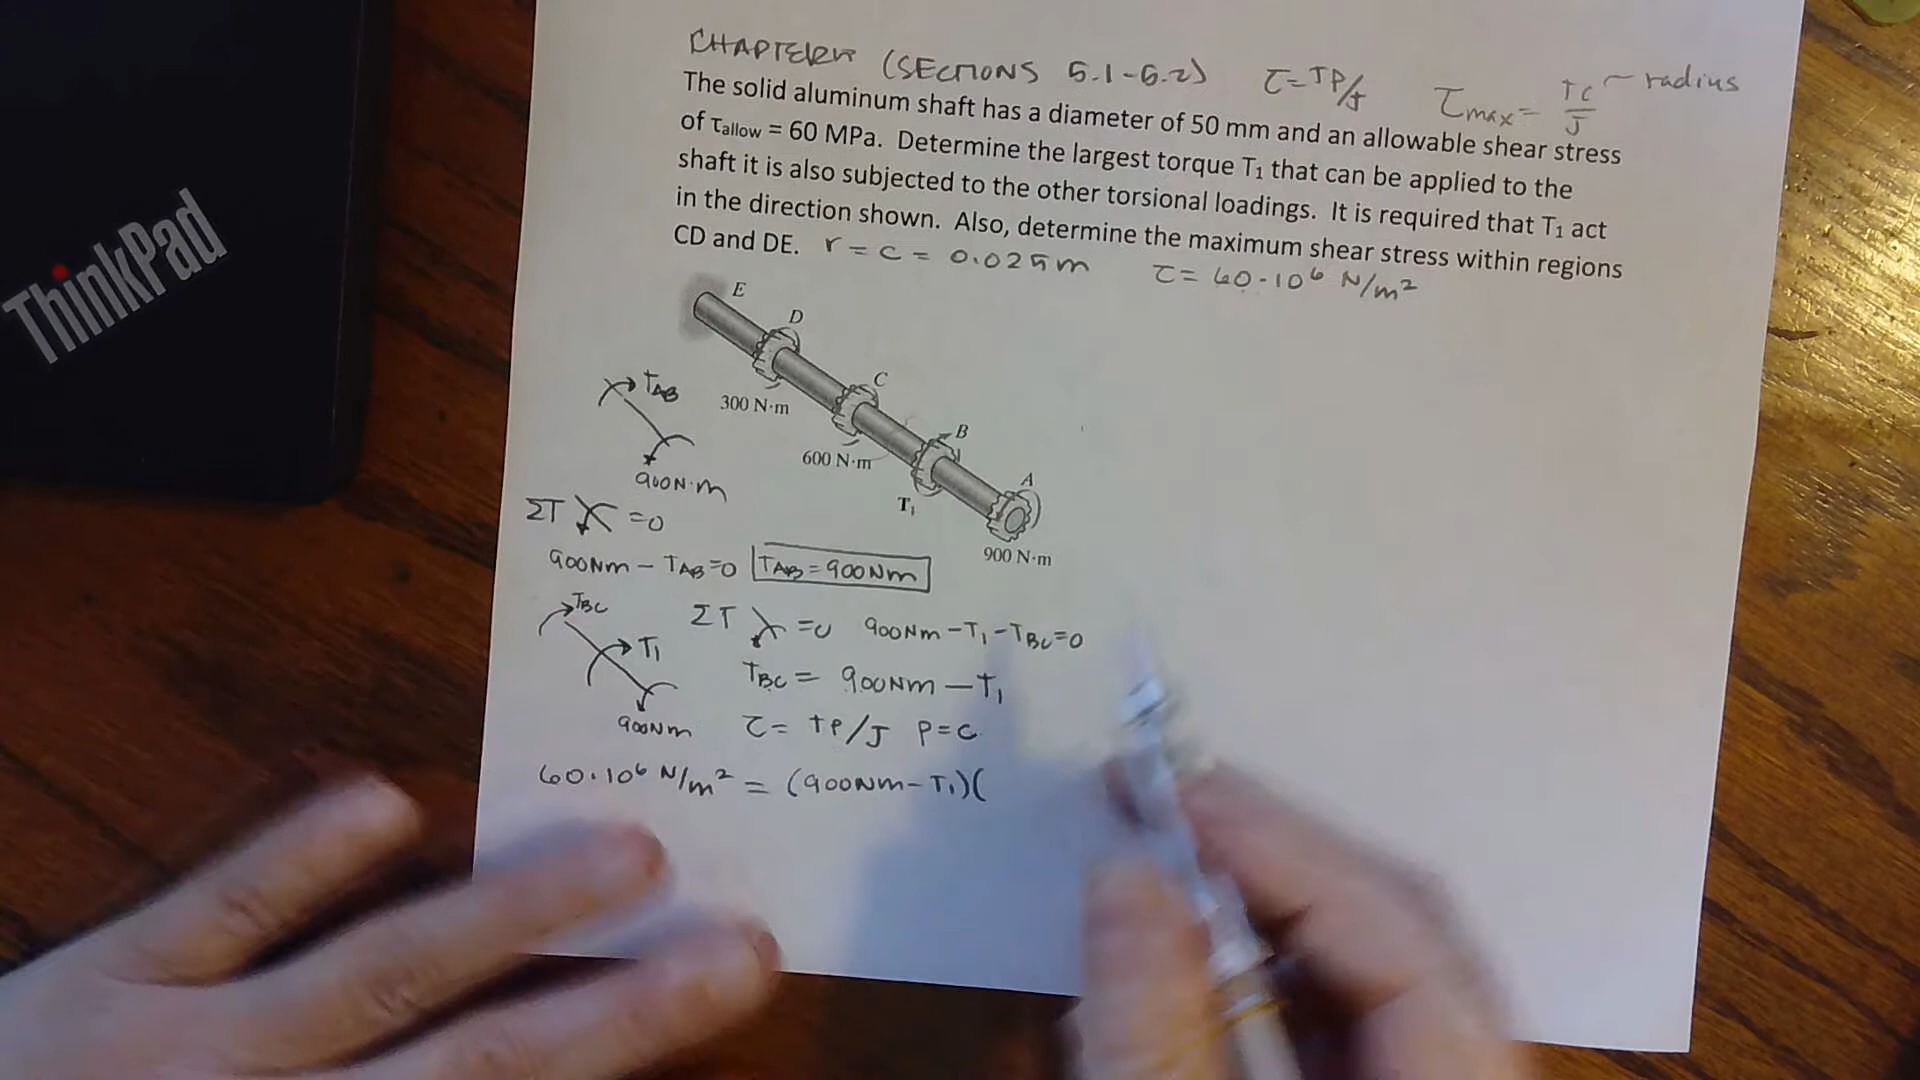 ThinkPad
CHAPTER (SECTIONS 5.1-5.2) τ=Tρ/J τmax = Tc/J ~ radius
The solid aluminum shaft has a diameter of 50 mm and an allowable shear stress
of τallow = 60 MPa. Determine the largest torque T₁ that can be applied to the
shaft it is also subjected to the other torsional loadings. It is required that T₁ act
in the direction shown. Also, determine the maximum shear stress within regions
CD and DE. r = c = 0.025m τ = 60·10⁶ N/m²
E
D
C
B
A
300 N·m
600 N·m
T₁
900 N·m
TAB
900N·m
ΣT =0
900Nm - TAB=0 TAB = 900Nm
TBC
T₁
900Nm
ΣT =0 900Nm -T₁ -TBC=0
TBC = 900Nm - T₁
τ = Tρ/J ρ=c
60·10⁶ N/m² = (900Nm- T₁)(